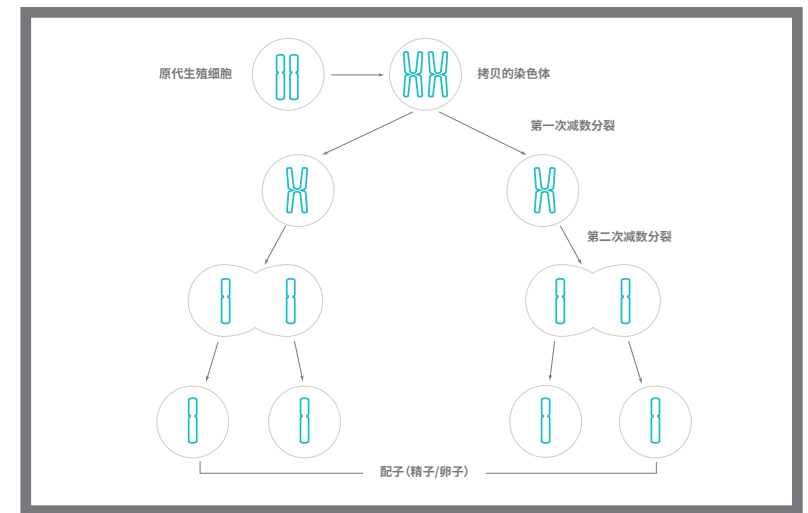 原代生殖细胞
拷贝的染色体
第一次减数分裂
第二次减数分裂
配子（精子/卵子）